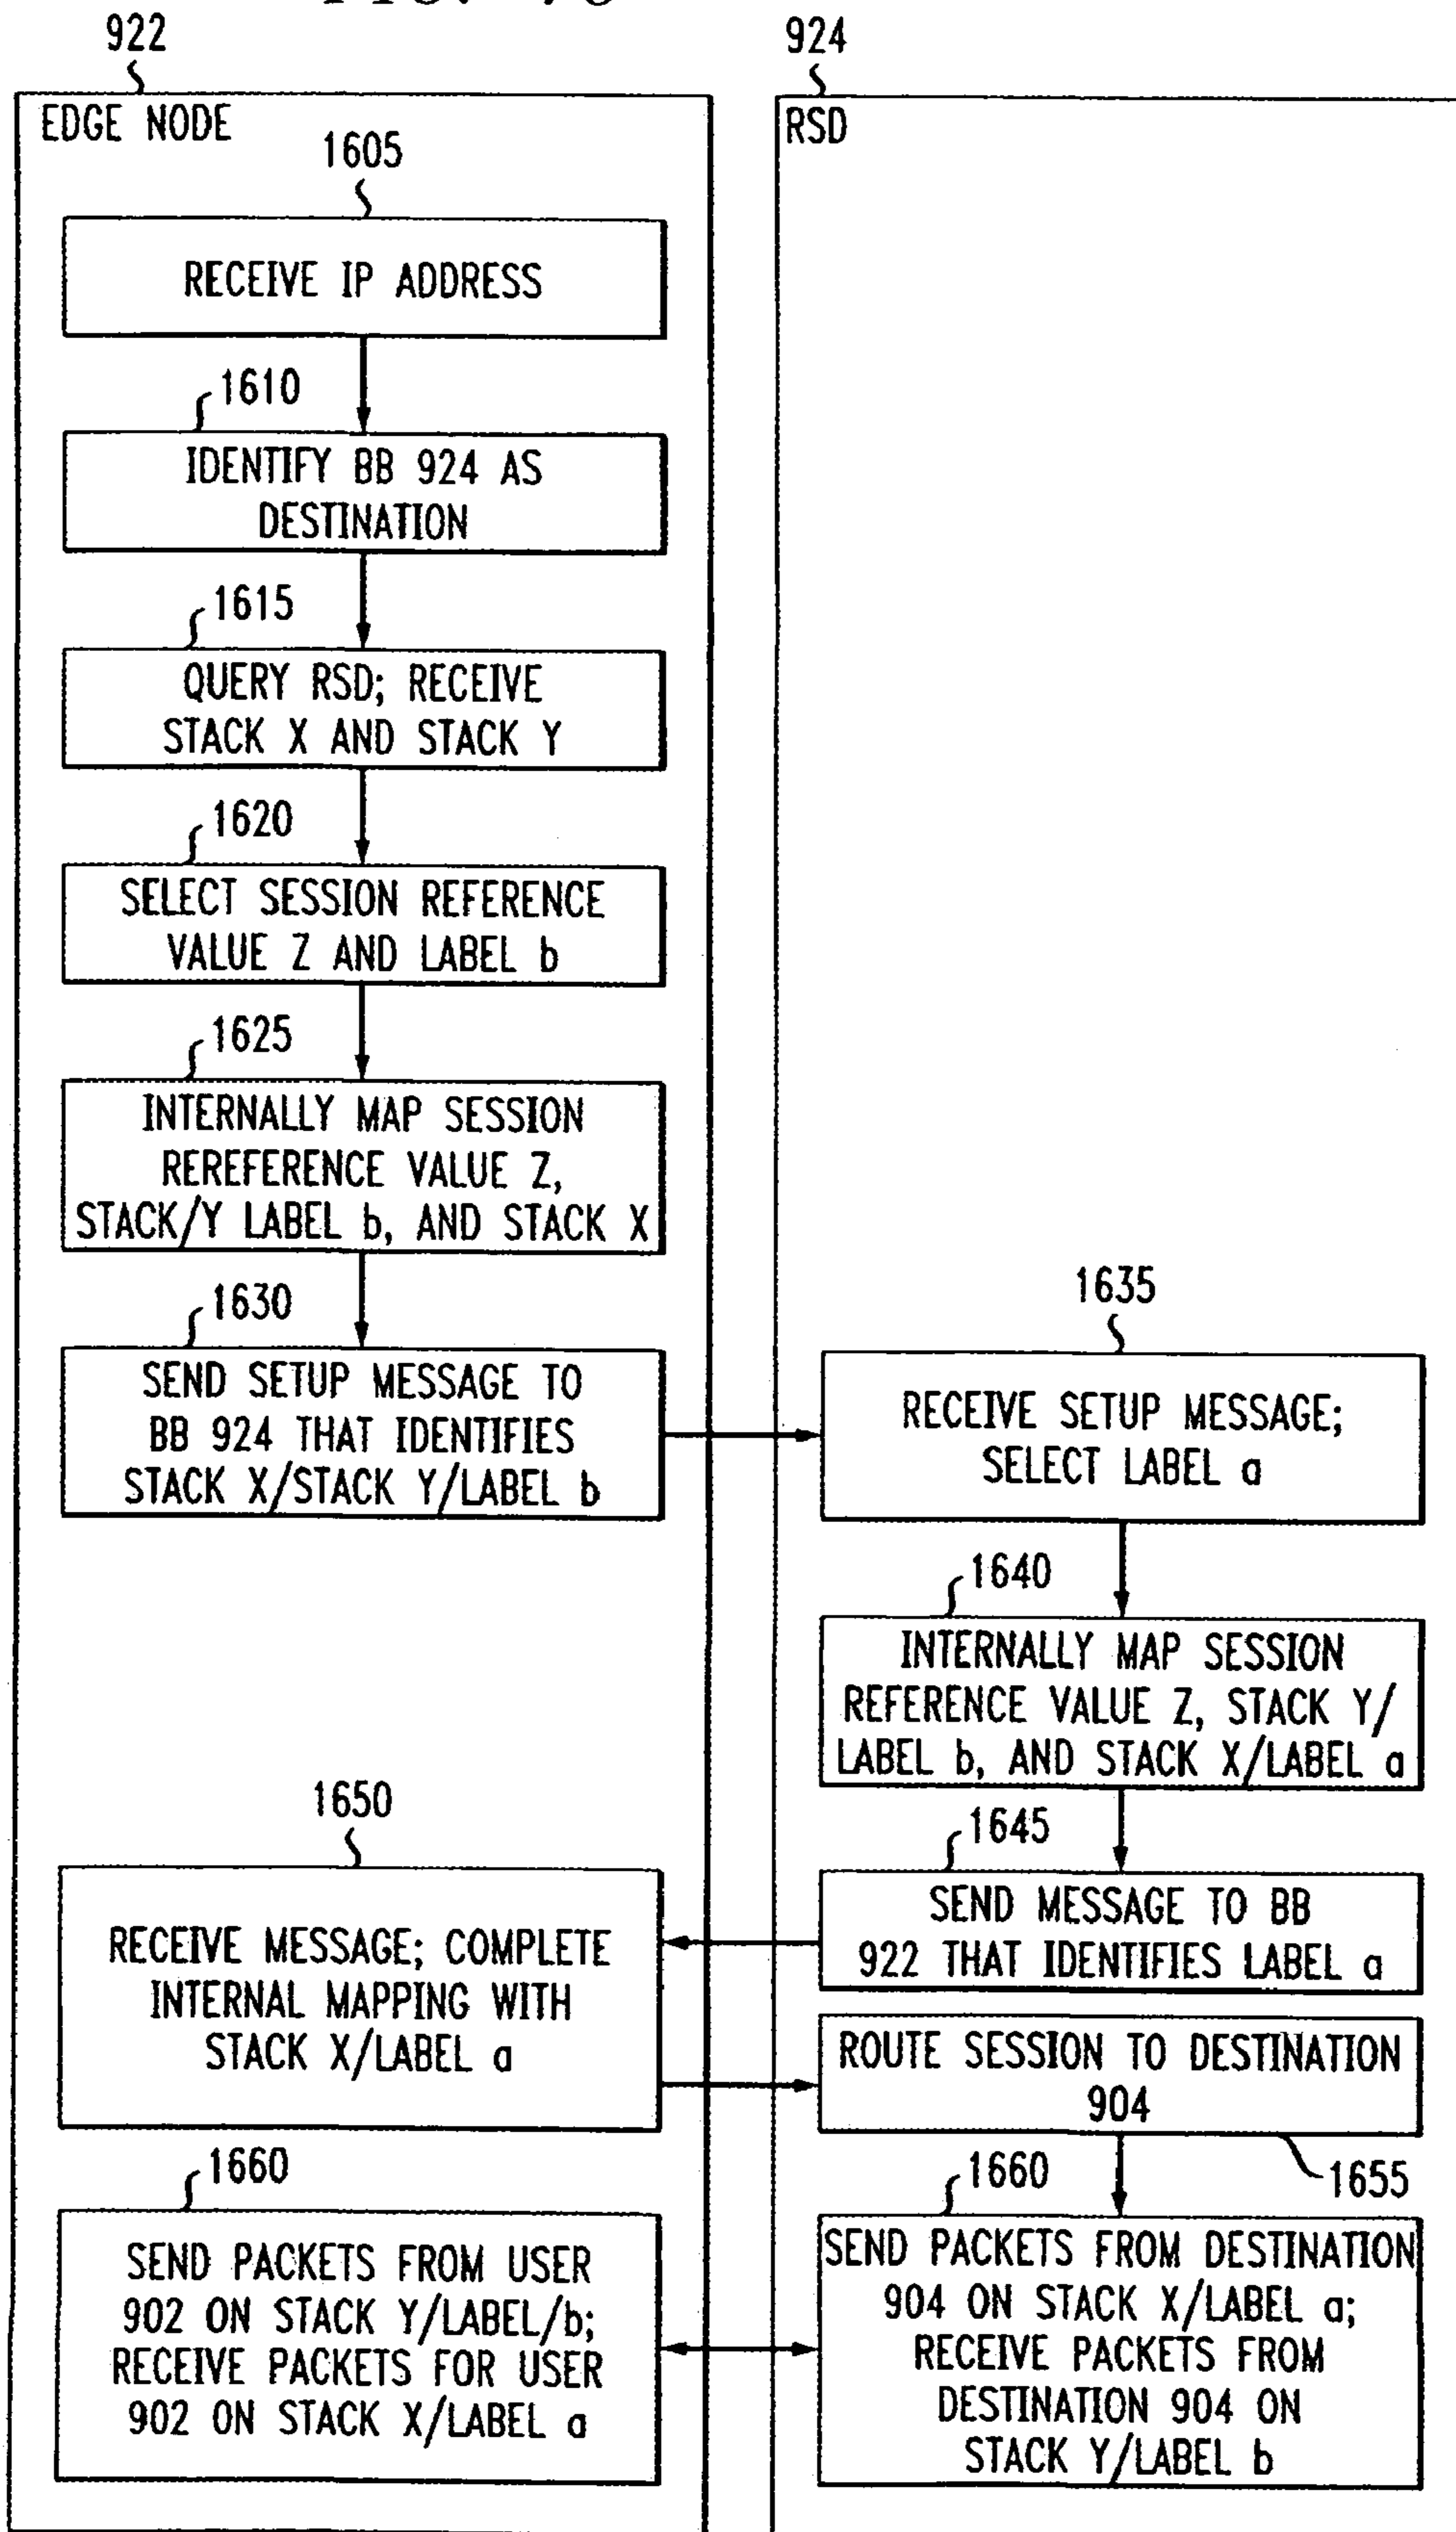 922
EDGE NODE
1605
RECEIVE IP ADDRESS
1610
IDENTIFY BB 924 AS
DESTINATION
1615
QUERY RSD; RECEIVE
STACK X AND STACK Y
1620
SELECT SESSION REFERENCE
VALUE Z AND LABEL b
1625
INTERNALLY MAP SESSION
REREFERENCE VALUE Z,
STACK/Y LABEL b, AND STACK X
1630
SEND SETUP MESSAGE TO
BB 924 THAT IDENTIFIES
STACK X/STACK Y/LABEL b
1650
RECEIVE MESSAGE; COMPLETE
INTERNAL MAPPING WITH
STACK X/LABEL a
1660
SEND PACKETS FROM USER
902 ON STACK Y/LABEL/b;
RECEIVE PACKETS FOR USER
902 ON STACK X/LABEL a
924
RSD
1635
RECEIVE SETUP MESSAGE;
SELECT LABEL a
1640
INTERNALLY MAP SESSION
REFERENCE VALUE Z, STACK Y/
LABEL b, AND STACK X/LABEL a
1645
SEND MESSAGE TO BB
922 THAT IDENTIFIES LABEL a
ROUTE SESSION TO DESTINATION
904
1655
1660
SEND PACKETS FROM DESTINATION
904 ON STACK X/LABEL a;
RECEIVE PACKETS FROM
DESTINATION 904 ON
STACK Y/LABEL b